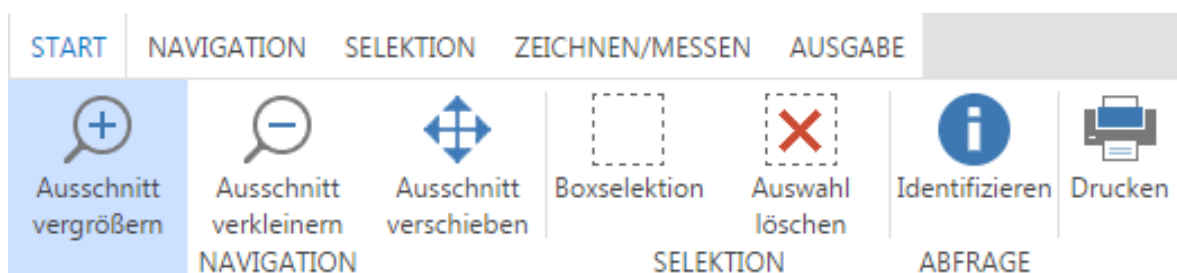 START NAVIGATION SELEKTION ZEICHNEN/MESSEN AUSGABE
Ausschnitt Ausschnitt Ausschnitt Boxselektion Auswahl Identifizieren Drucken
vergrößern verkleinern verschieben löschen
NAVIGATION SELEKTION ABFRAGE